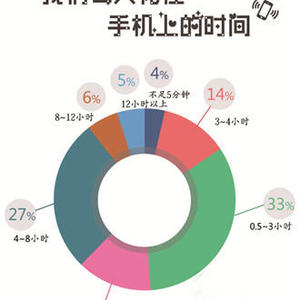 手机上的时间
4%
不足5分钟
5%
12小时以上
6%
8~12小时
14%
3~4小时
33%
0.5~3小时
27%
4~8小时